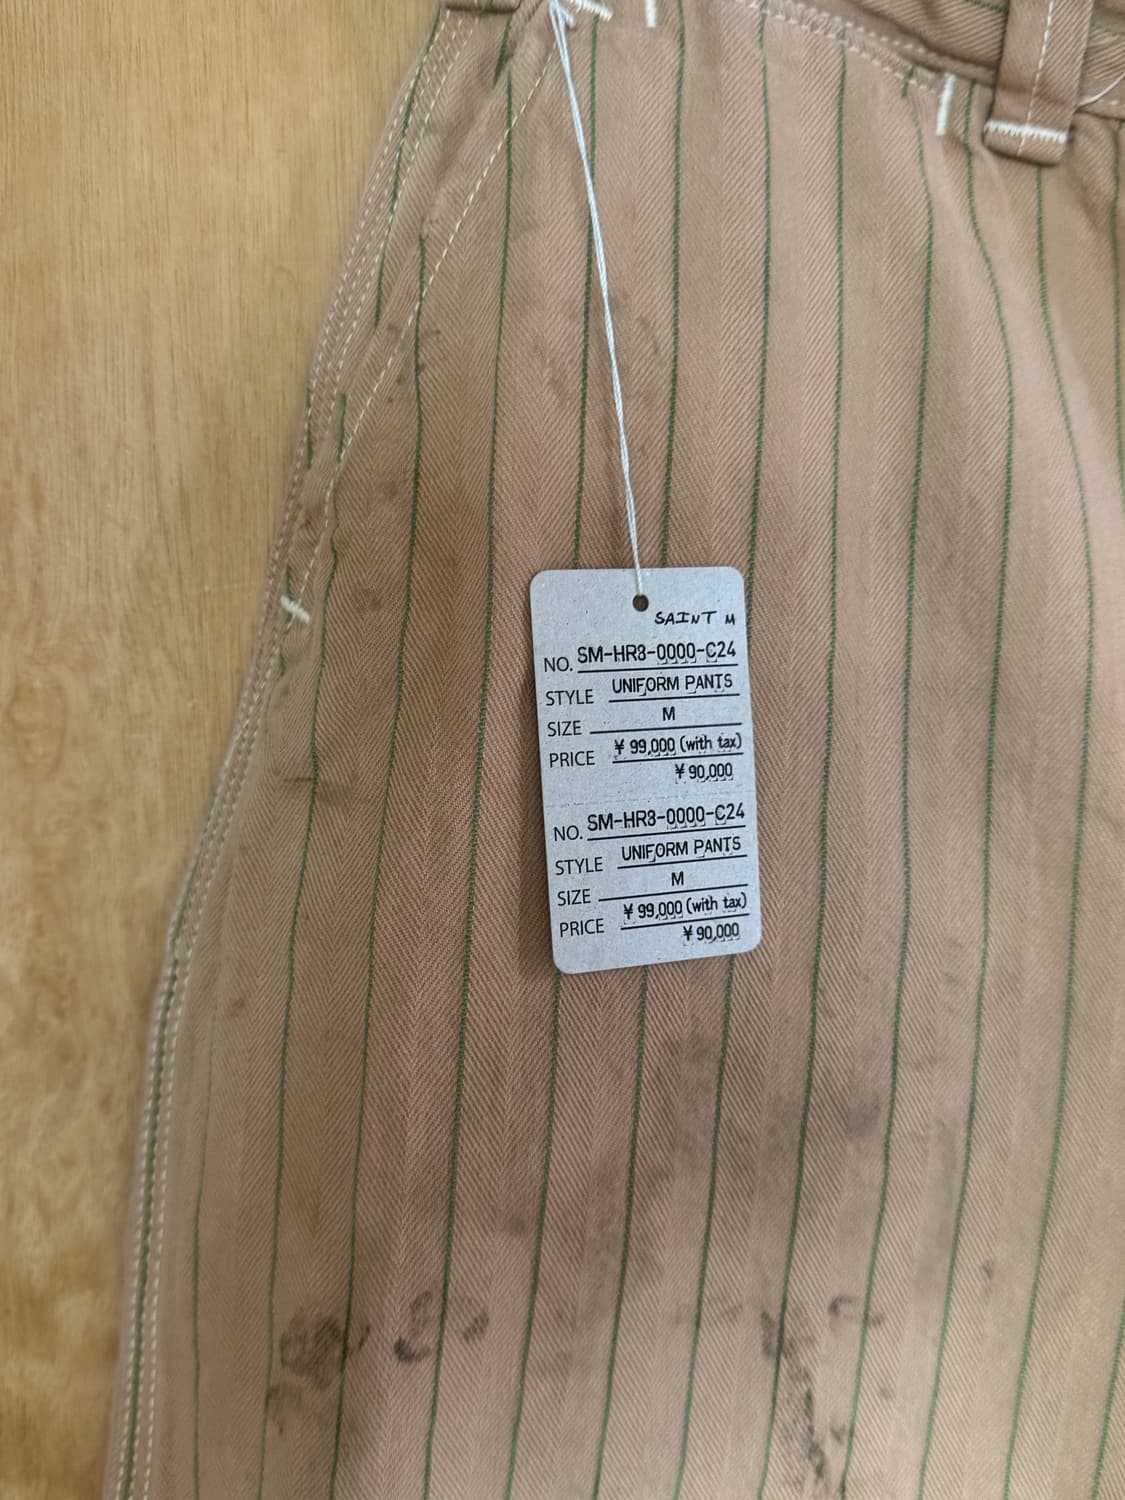 SAINT M
NO. SM-HR3-0000-C24
STYLE UNIFORM PANTS
SIZE M
PRICE ¥ 99,000 (with tax)
¥ 90,000
NO. SM-HR3-0000-C24
STYLE UNIFORM PANTS
SIZE M
PRICE ¥ 99,000 (with tax)
¥ 90,000